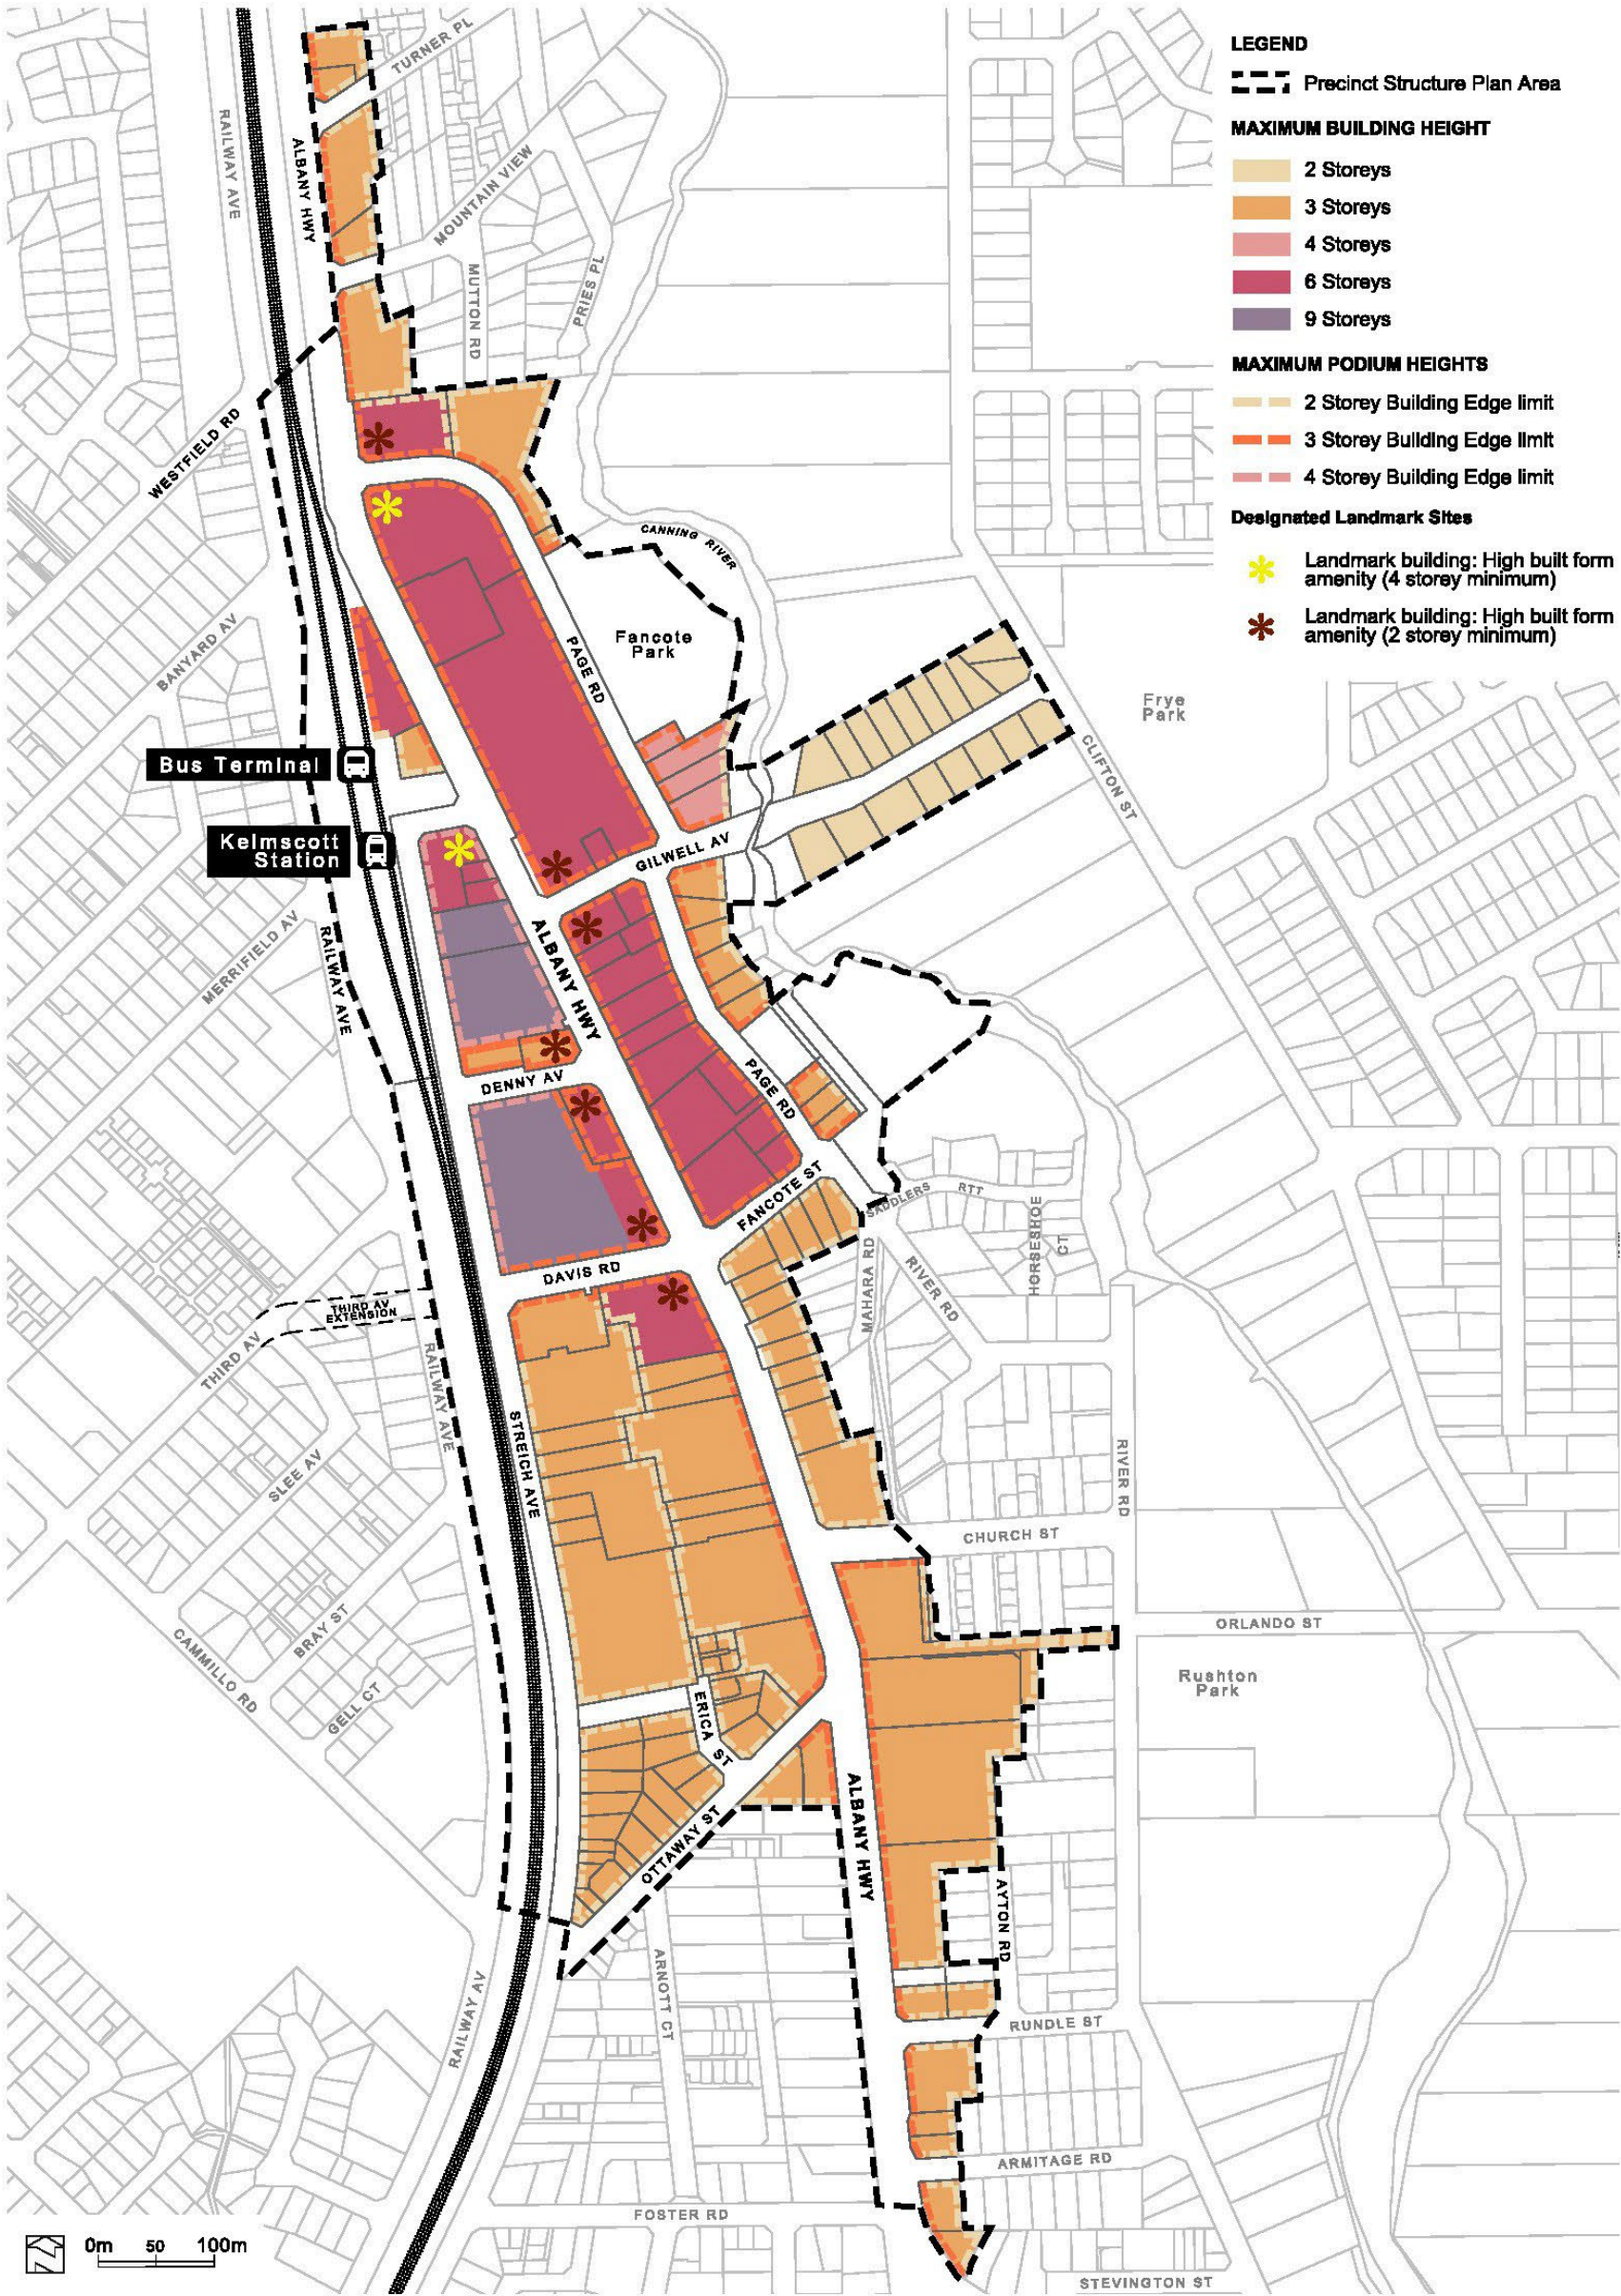 LEGEND
Precinct Structure Plan Area
MAXIMUM BUILDING HEIGHT
2 Storeys
3 Storeys
4 Storeys
6 Storeys
9 Storeys
MAXIMUM PODIUM HEIGHTS
2 Storey Building Edge limit
3 Storey Building Edge limit
4 Storey Building Edge limit
Designated Landmark Sites
Landmark building: High built form
amenity (4 storey minimum)
Landmark building: High built form
amenity (2 storey minimum)
TURNER PL
RAILWAY AVE
ALBANY HWY
MOUNTAIN VIEW
MUTTON RD
PRIES PL
WESTFIELD RD
CANNING RIVER
BANYARD AV
Fancote
Park
PAGE RD
Frye
Park
CLIFTON ST
Bus Terminal
Kelmscott
Station
GILWELL AV
MERRIFIELD AV
RAILWAY AVE
ALBANY HWY
DENNY AV
PAGE RD
FANCOTE ST
SADDLERS RTT
HORSESHOE
CT
MAHARA RD
RIVER RD
DAVIS RD
THIRD AV
EXTENSION
THIRD AV
RAILWAY AVE
STREICH AVE
SLEE AV
RIVER RD
CHURCH ST
ORLANDO ST
BRAY ST
CAMMILLO RD
GELL CT
Rushton
Park
ERICA ST
OTTAWAY ST
ALBANY HWY
AYTON RD
ARNOTT CT
RAILWAY AV
RUNDLE ST
ARMITAGE RD
FOSTER RD
STEVINGTON ST
N
0m 50 100m